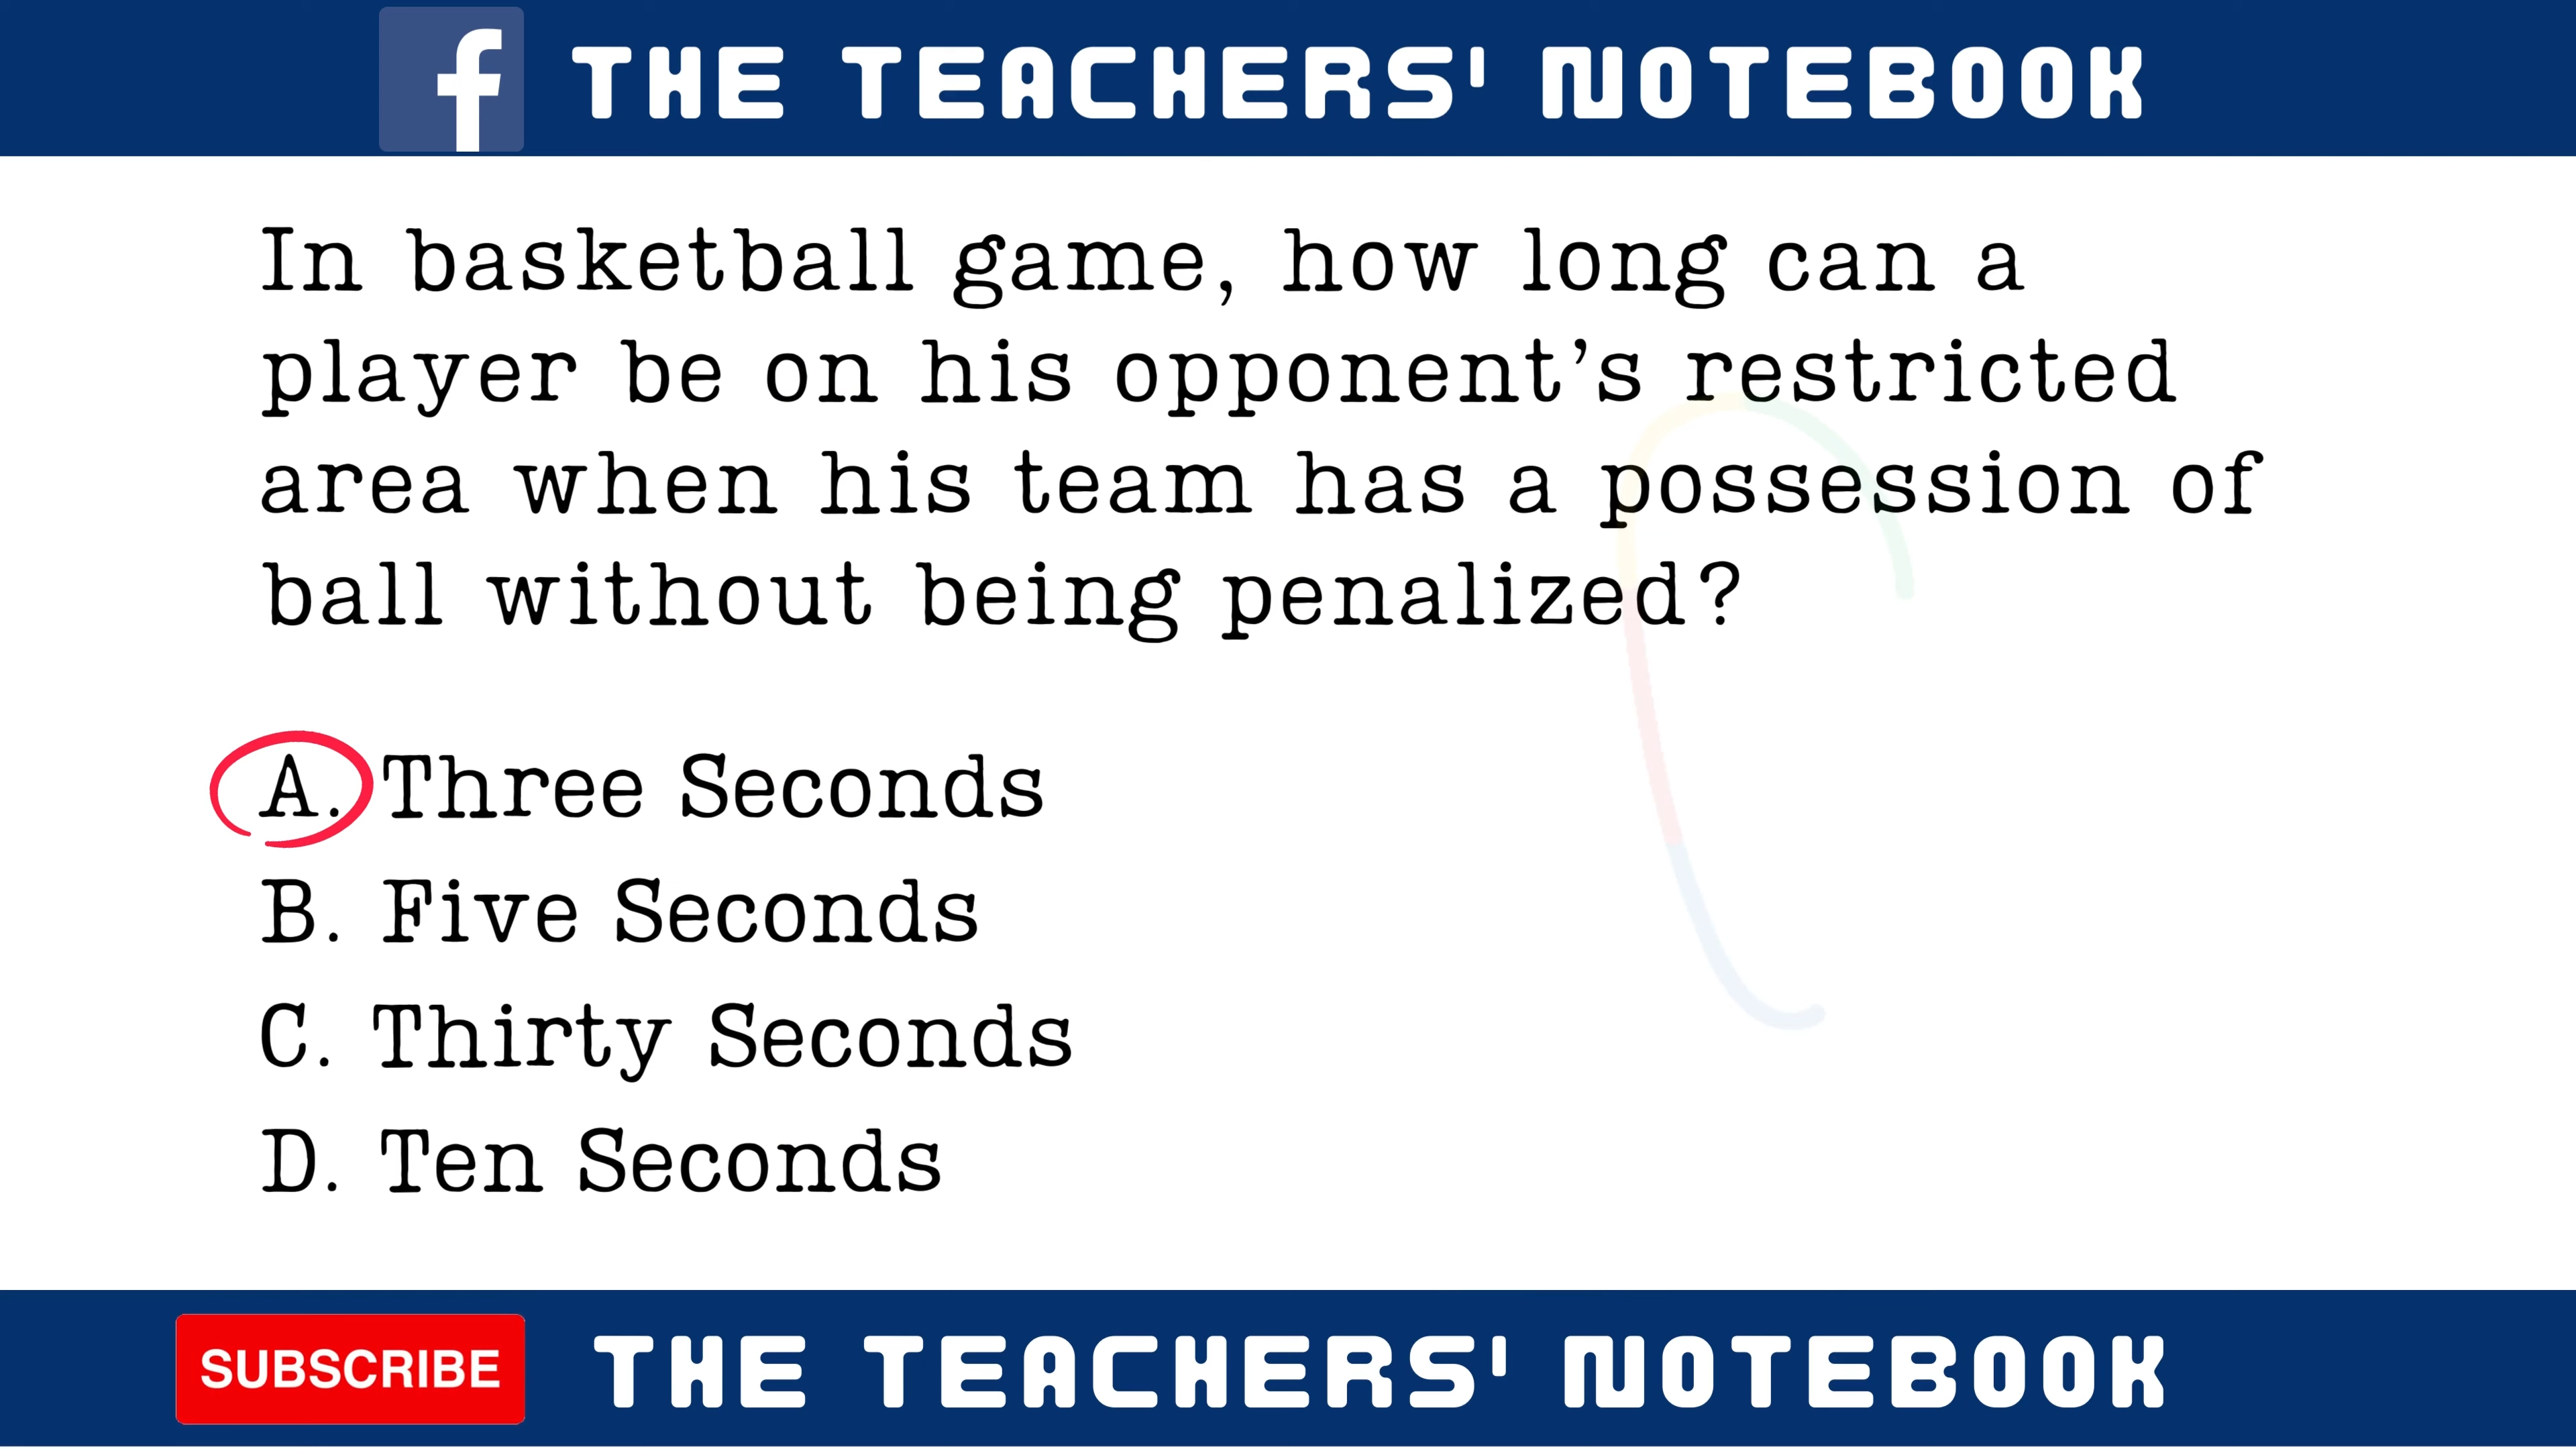 THE TEACHERS' NOTEBOOK
In basketball game, how long can a
player be on his opponent’s restricted
area when his team has a possession of
ball without being penalized?
A. Three Seconds
B. Five Seconds
C. Thirty Seconds
D. Ten Seconds
SUBSCRIBE THE TEACHERS' NOTEBOOK